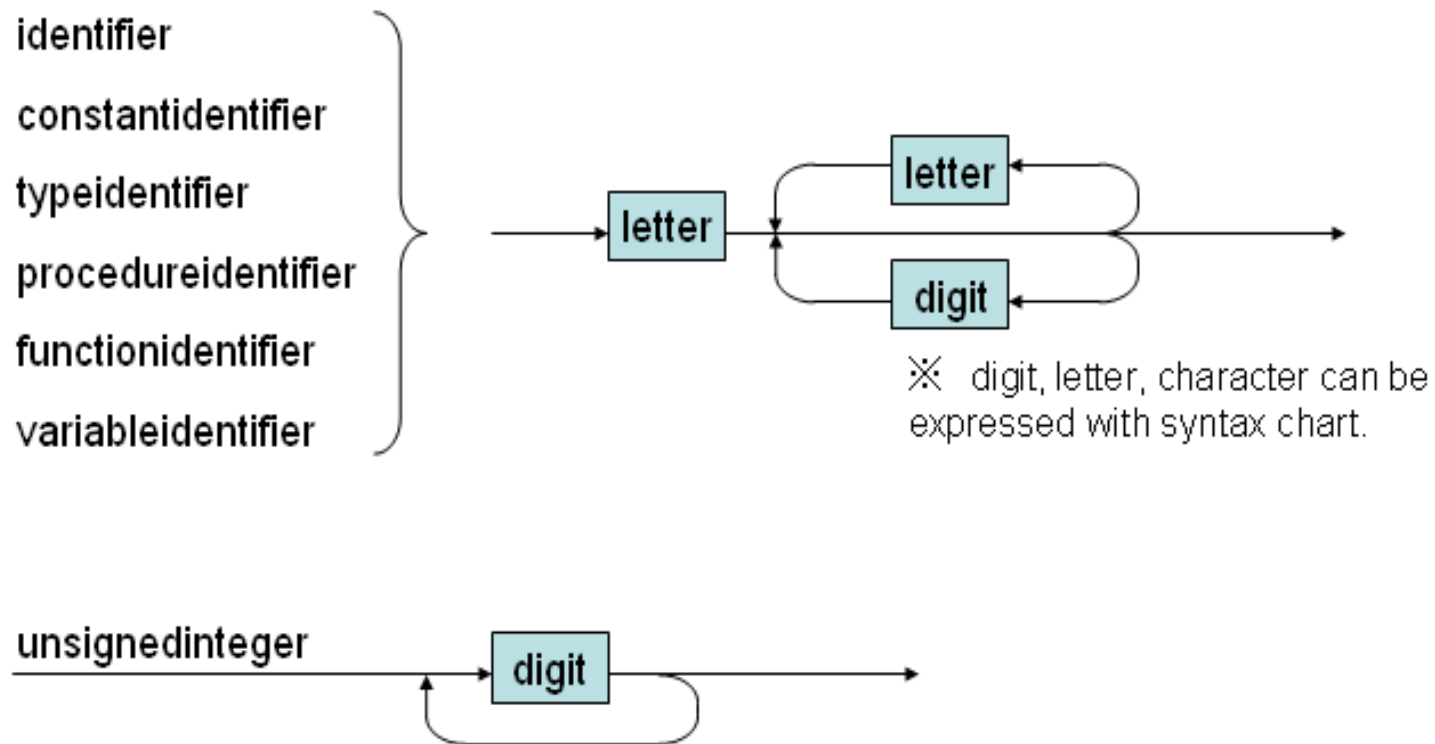 identifier
constantidentifier
typeidentifier
procedureidentifier
functionidentifier
variableidentifier
letter
letter
digit
※ digit, letter, character can be
expressed with syntax chart.
unsignedinteger
digit